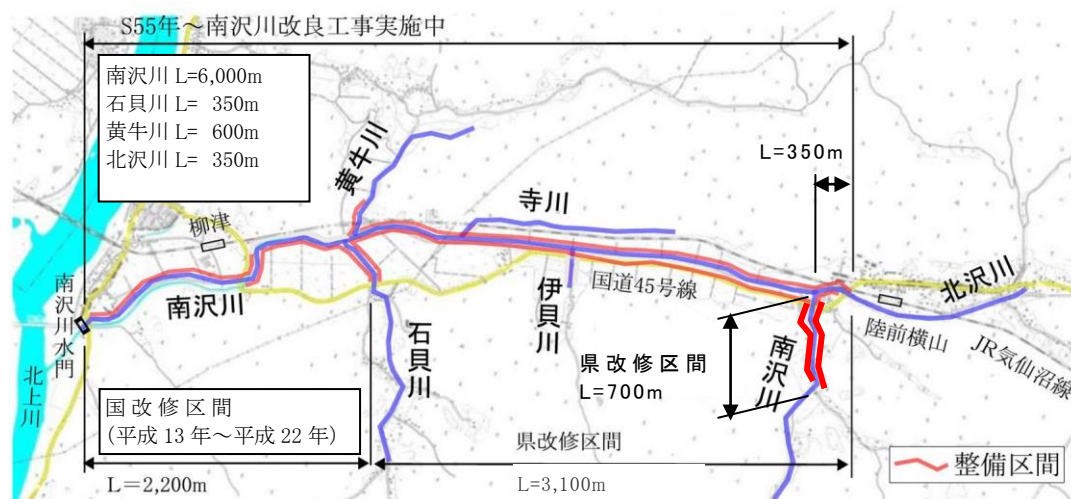 S55年～南沢川改良工事実施中
南沢川 L=6,000m
石貝川 L= 350m
黄牛川 L= 600m
北沢川 L= 350m
黄牛川
L=350m
柳津
寺川
南沢川水門
南沢川
国道45号線
伊貝川
北沢川
石貝川
陸前横山
JR気仙沼線
北上川
県改修区間
L=700m
南沢川
国改修区間
(平成 13 年～平成 22 年)
県改修区間
整備区間
L=2,200m
L=3,100m